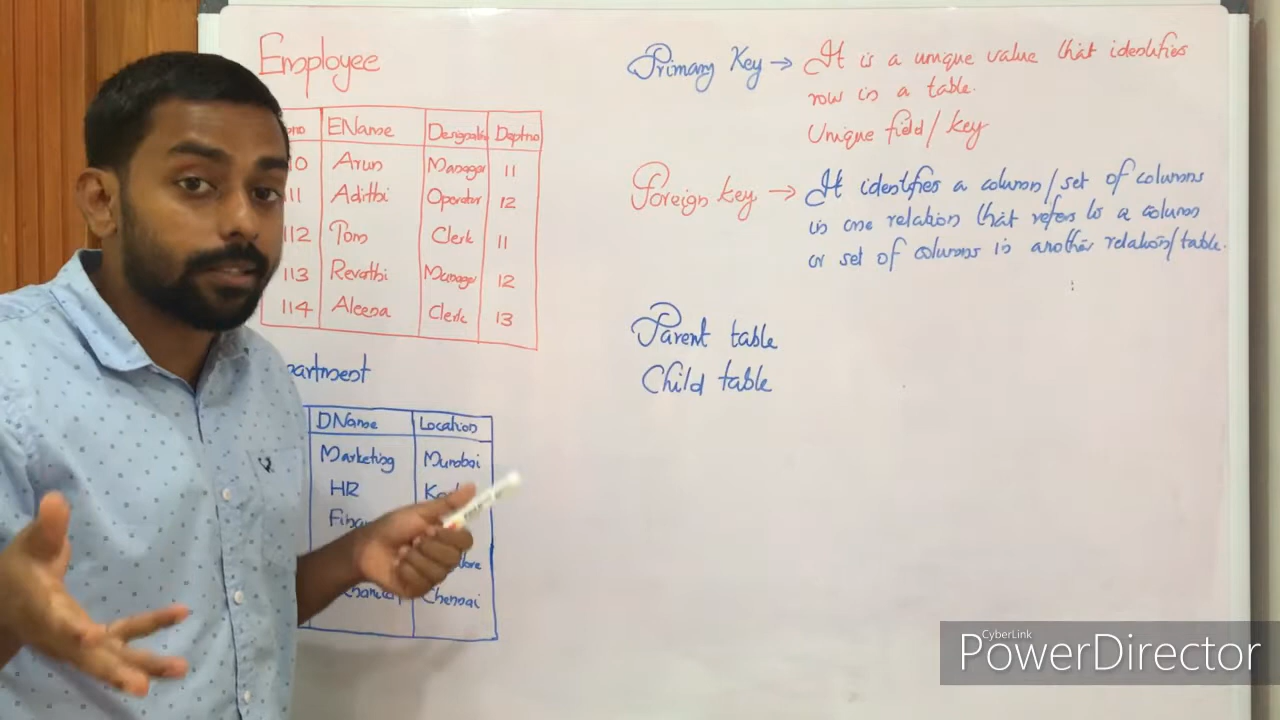 Employee
EName Designation Deptno
10 Arun Manager 11
11 Adithi Operator 12
112 Tom Clerk 11
113 Revathi Manager 12
114 Aleena Clerk 13
partment
DName Location
Marketing Mumbai
HR
Chennai
Primary Key → It is a unique value that identifies
row in a table.
Unique field/key
Foreign key → It identifies a column/set of columns
in one relation that refers to a column
or set of columns in another relation/table.
Parent table
Child table
CyberLink
PowerDirector